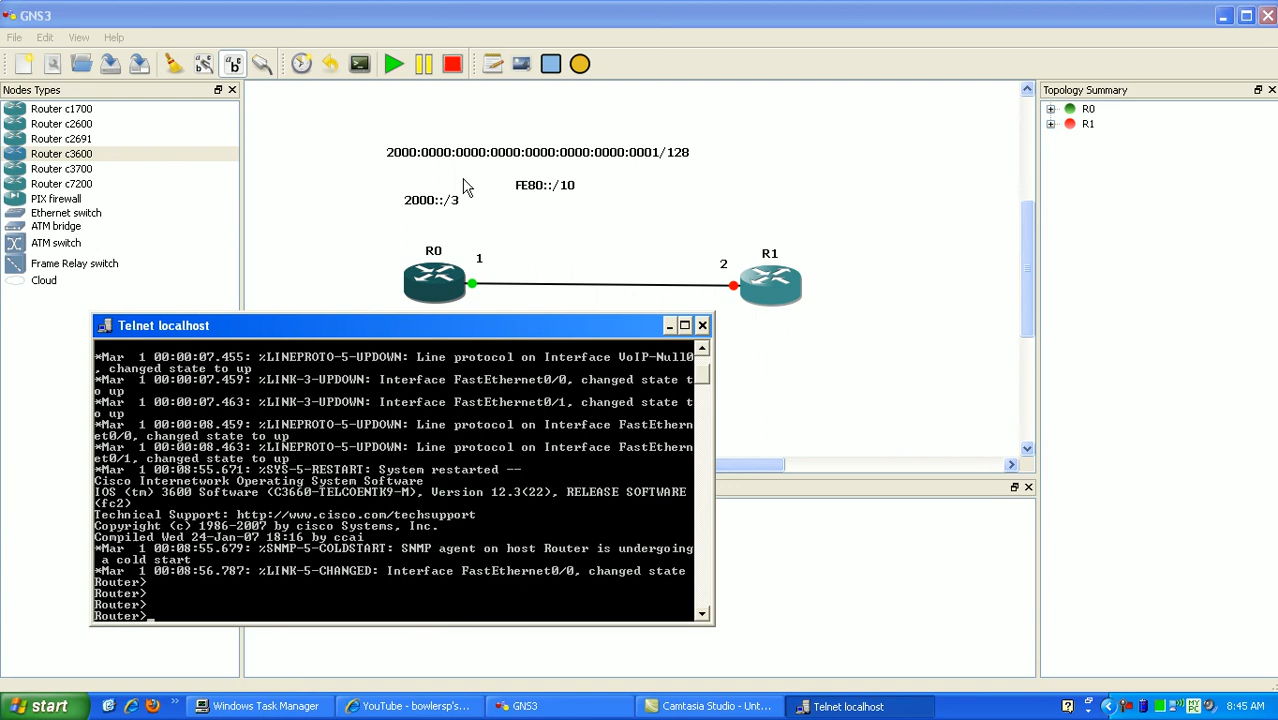 GNS3
File Edit View Help
Nodes Types
Topology Summary
Router c1700
Router c2600
Router c2691
Router c3600
Router c3700
Router c7200
PIX firewall
Ethernet switch
ATM bridge
ATM switch
Frame Relay switch
Cloud
R0
R1
2000:0000:0000:0000:0000:0000:0000:0001/128
FE80::/10
2000::/3
R0
1
2
R1
Telnet localhost
*Mar  1 00:00:07.455: %LINEPROTO-5-UPDOWN: Line protocol on Interface VoIP-Null0
, changed state to up
*Mar  1 00:00:07.459: %LINK-3-UPDOWN: Interface FastEthernet0/0, changed state t
o up
*Mar  1 00:00:07.463: %LINK-3-UPDOWN: Interface FastEthernet0/1, changed state t
o up
*Mar  1 00:00:08.459: %LINEPROTO-5-UPDOWN: Line protocol on Interface FastEthern
et0/0, changed state to up
*Mar  1 00:00:08.463: %LINEPROTO-5-UPDOWN: Line protocol on Interface FastEthern
et0/1, changed state to up
*Mar  1 00:08:55.671: %SYS-5-RESTART: System restarted --
Cisco Internetwork Operating System Software
IOS (tm) 3600 Software (C3660-TELCOENTK9-M), Version 12.3(22), RELEASE SOFTWARE
(fc2)
Technical Support: http://www.cisco.com/techsupport
Copyright (c) 1986-2007 by cisco Systems, Inc.
Compiled Wed 24-Jan-07 18:16 by ccai
*Mar  1 00:08:55.679: %SNMP-5-COLDSTART: SNMP agent on host Router is undergoing
a cold start
*Mar  1 00:08:56.787: %LINK-5-CHANGED: Interface FastEthernet0/0, changed state
Router>
Router>
Router>
Router>
start
Windows Task Manager
YouTube - bowlersp's...
GNS3
Camtasia Studio - Unt...
Telnet localhost
8:45 AM